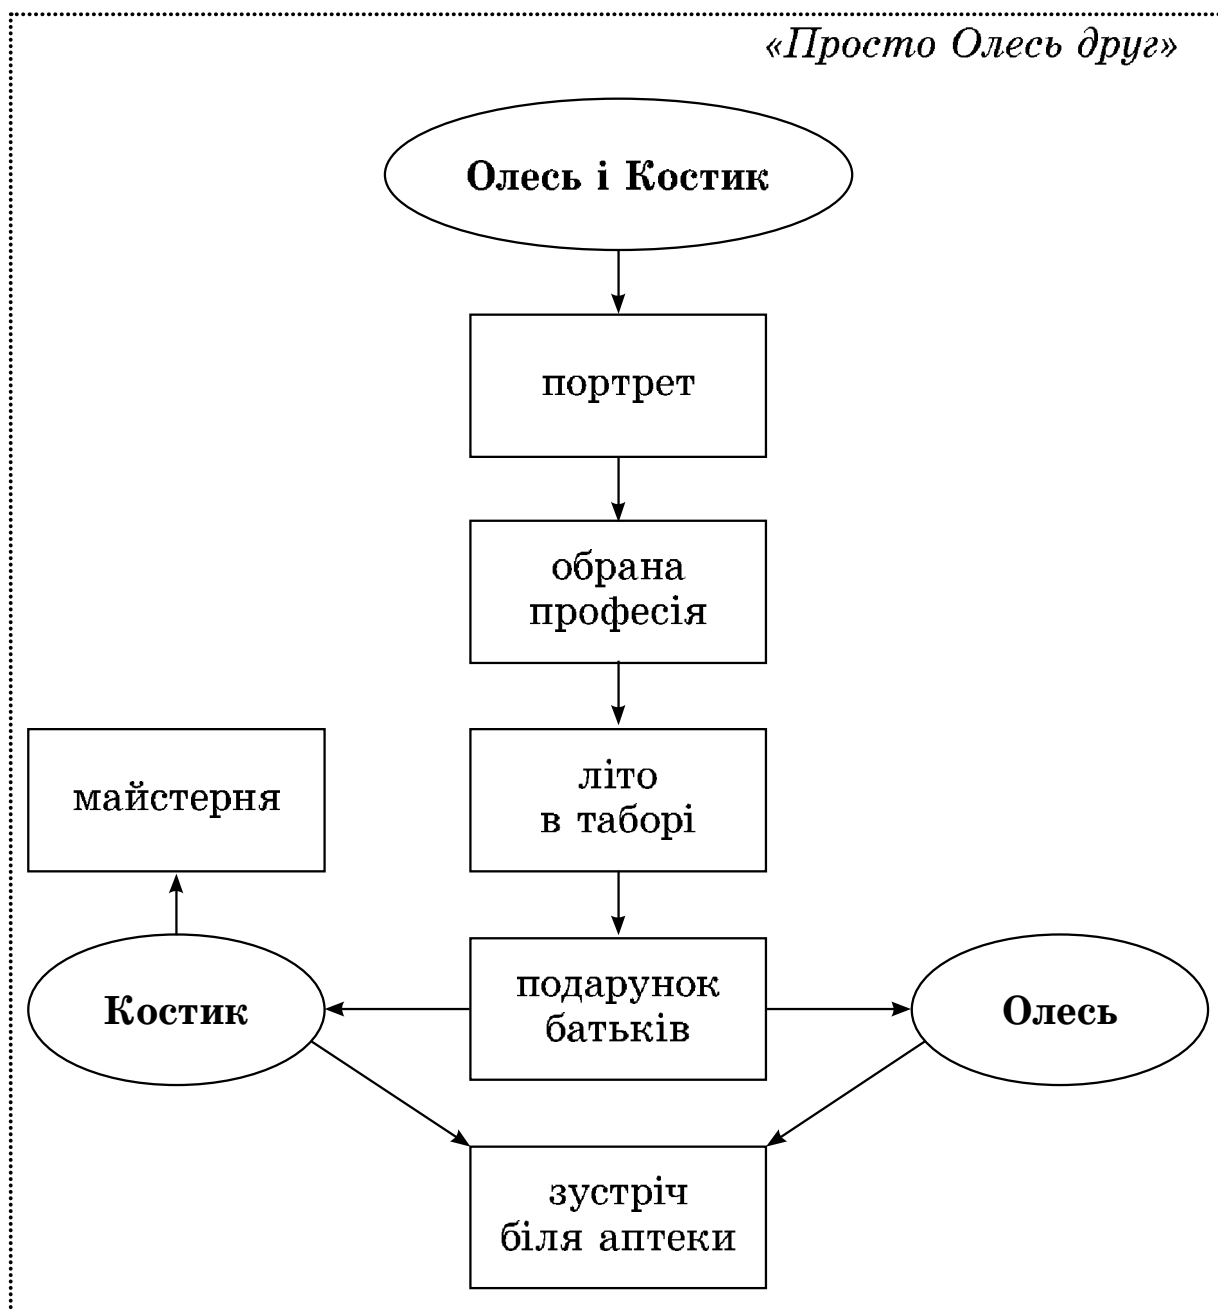 «Просто Олесь друг»
Олесь і Костик
портрет
обрана
професія
майстерня
літо
в таборі
Костик
подарунок
батьків
Олесь
зустріч
біля аптеки